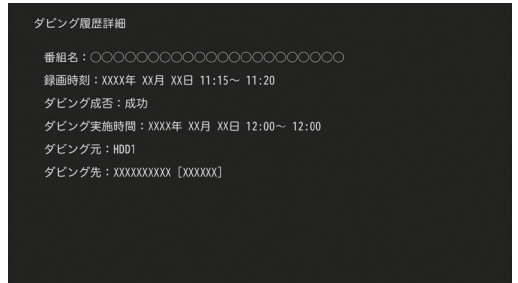 ダビング履歴詳細
番組名：○○○○○○○○○○○○○○○○○○○○○○
録画時刻：XXXX年 XX月 XX日 11:15～ 11:20
ダビング成否：成功
ダビング実施時間：XXXX年 XX月 XX日 12:00～ 12:00
ダビング元：HDD1
ダビング先：XXXXXXXXXX [XXXXXX]